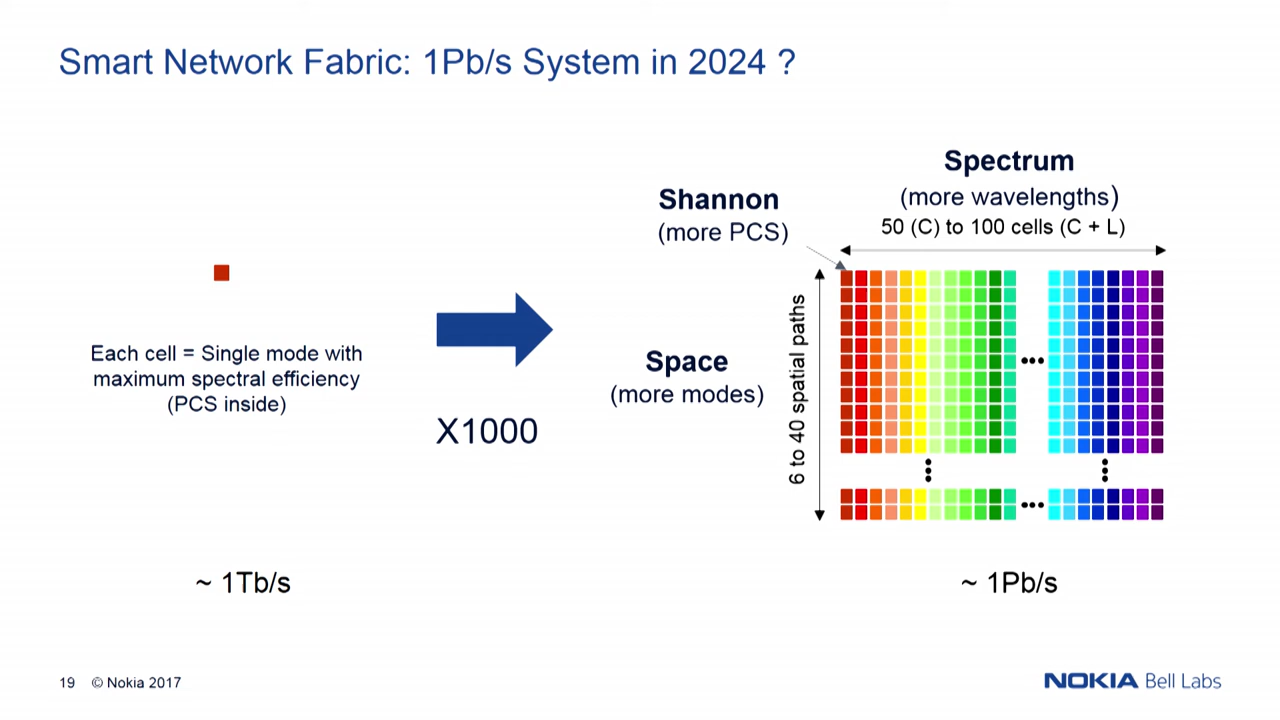 Smart Network Fabric: 1Pb/s System in 2024 ?
Each cell = Single mode with
maximum spectral efficiency
(PCS inside)
~ 1Tb/s
X1000
Shannon
(more PCS)
Space
(more modes)
6 to 40 spatial paths
Spectrum
(more wavelengths)
50 (C) to 100 cells (C + L)
~ 1Pb/s
19 © Nokia 2017
NOKIA Bell Labs